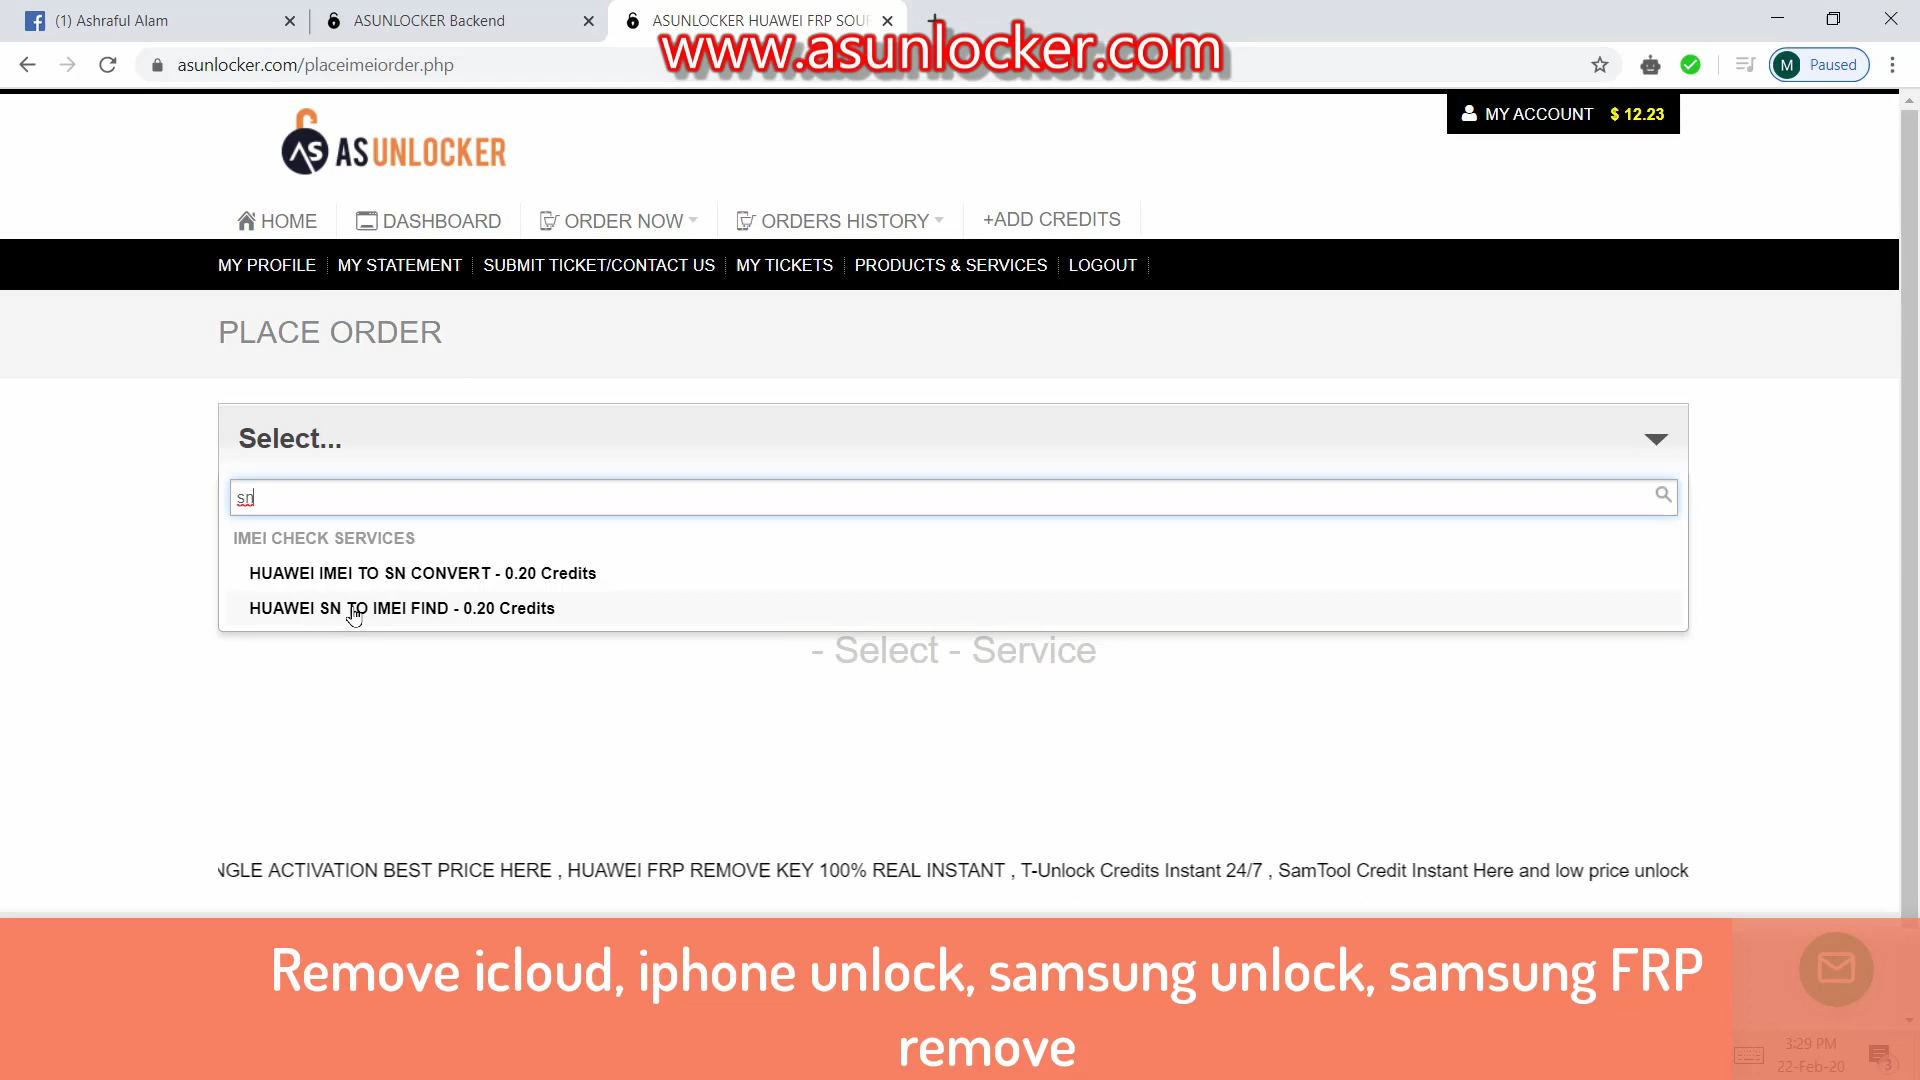 (1) Ashraful Alam
ASUNLOCKER Backend
ASUNLOCKER HUAWEI FRP SOU
www.asunlocker.com
asunlocker.com/placeimeiorder.php
M Paused
MY ACCOUNT $ 12.23
AS ASUNLOCKER
HOME
DASHBOARD
ORDER NOW
ORDERS HISTORY
+ADD CREDITS
MY PROFILE
MY STATEMENT
SUBMIT TICKET/CONTACT US
MY TICKETS
PRODUCTS & SERVICES
LOGOUT
PLACE ORDER
Select...
sn
IMEI CHECK SERVICES
HUAWEI IMEI TO SN CONVERT - 0.20 Credits
HUAWEI SN TO IMEI FIND - 0.20 Credits
- Select - Service
NGLE ACTIVATION BEST PRICE HERE , HUAWEI FRP REMOVE KEY 100% REAL INSTANT , T-Unlock Credits Instant 24/7 , SamTool Credit Instant Here and low price unlock
Remove icloud, iphone unlock, samsung unlock, samsung FRP
remove
3:29 PM
22-Feb-20
3